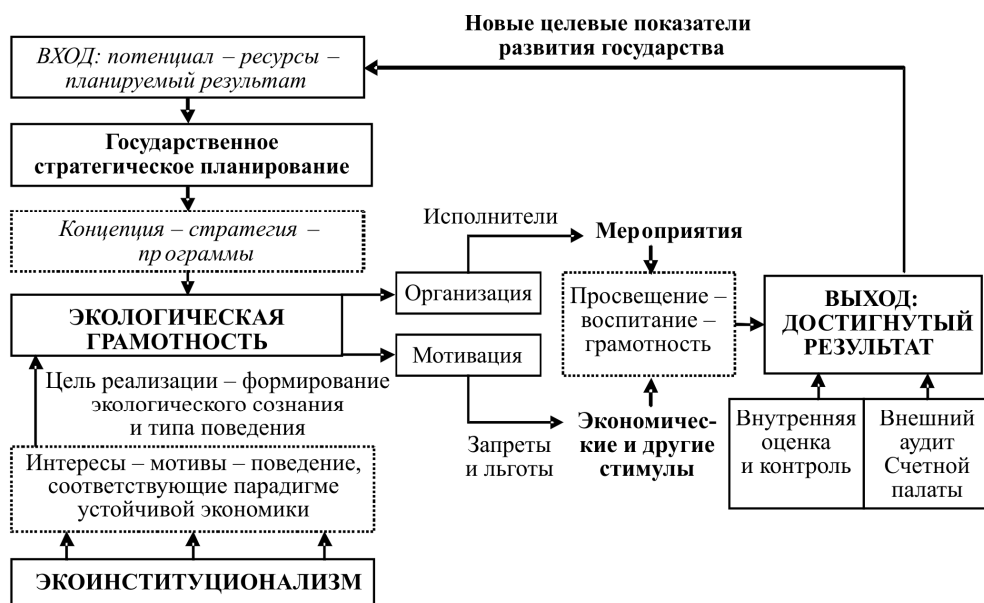 Новые целевые показатели
развития государства
ВХОД: потенциал – ресурсы –
планируемый результат
Государственное
стратегическое планирование
Концепция – стратегия –
программы
ЭКОЛОГИЧЕСКАЯ
ГРАМОТНОСТЬ
Цель реализации – формирование
экологического сознания
и типа поведения
Интересы – мотивы – поведение,
соответствующие парадигме
устойчивой экономики
ЭКОИНСТИТУЦИОНАЛИЗМ
Исполнители
Организация
Мотивация
Запреты
и льготы
Мероприятия
Просвещение –
воспитание –
грамотность
Экономичес-
кие и другие
стимулы
ВЫХОД:
ДОСТИГНУТЫЙ
РЕЗУЛЬТАТ
Внутренняя
оценка
и контроль
Внешний
аудит
Счетной
палаты